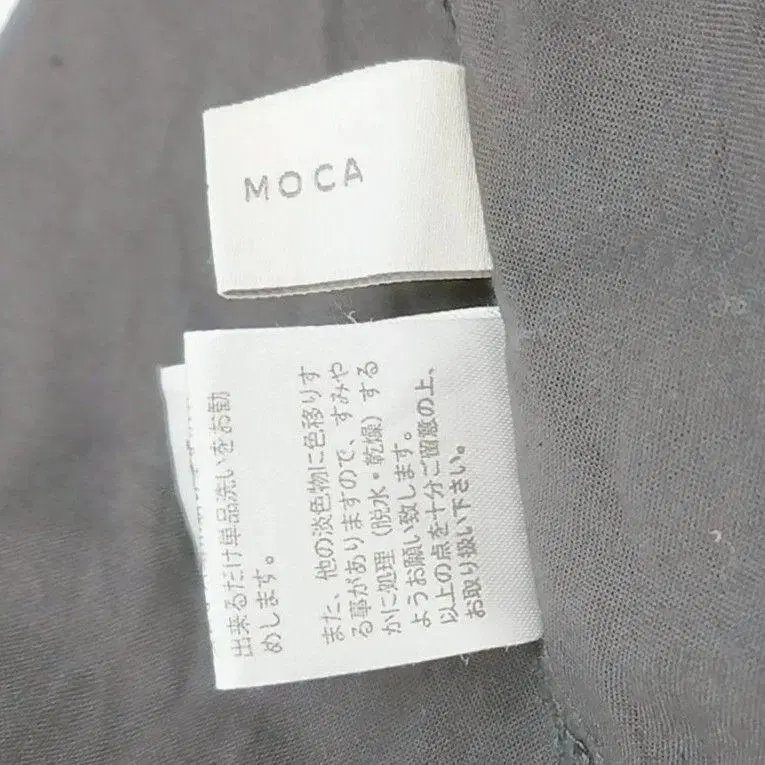 MOCA
出来るだけ単品洗いをお勧
めします。
また、他の淡色物に色移りす
る事がありますので、すみや
かに処理（脱水・乾燥）する
ようお願い致します。
以上の点を十分ご留意の上、
お取り扱い下さい。